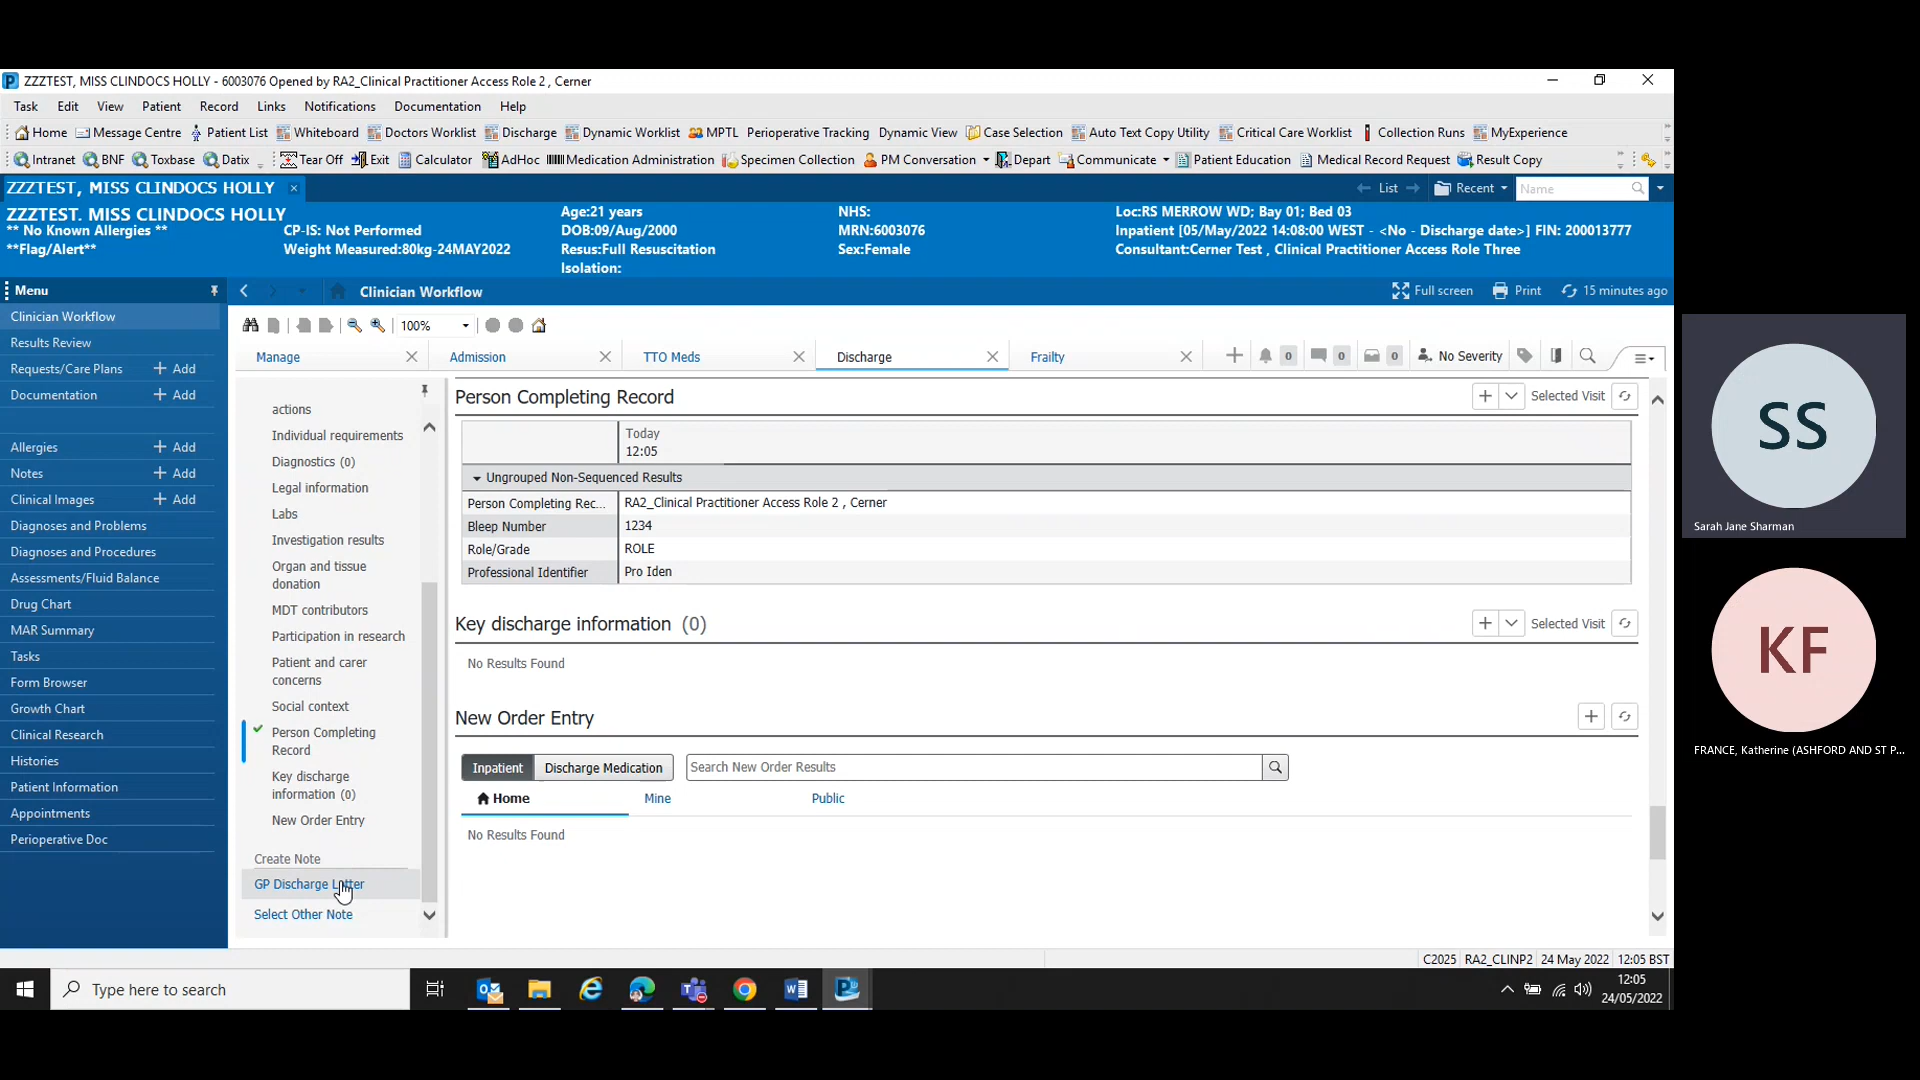 ZZZTEST, MISS CLINDOCS HOLLY - 6003076 Opened by RA2_Clinical Practitioner Access Role 2 , Cerner
Task Edit View Patient Record Links Notifications Documentation Help
Home Message Centre Patient List Whiteboard Doctors Worklist Discharge Dynamic Worklist MPTL Perioperative Tracking Dynamic View Case Selection Auto Text Copy Utility Critical Care Worklist Collection Runs MyExperience
Intranet BNF Toxbase Datix Tear Off Exit Calculator AdHoc Medication Administration Specimen Collection PM Conversation Depart Communicate Patient Education Medical Record Request Result Copy
ZZZTEST, MISS CLINDOCS HOLLY List Recent Name
ZZZTEST. MISS CLINDOCS HOLLY Age:21 years NHS: Loc:RS MERROW WD; Bay 01; Bed 03
** No Known Allergies ** CP-IS: Not Performed DOB:09/Aug/2000 MRN:6003076 Inpatient [05/May/2022 14:08:00 WEST - <No - Discharge date>] FIN: 200013777
**Flag/Alert** Weight Measured:80kg-24MAY2022 Resus:Full Resuscitation Sex:Female Consultant:Cerner Test , Clinical Practitioner Access Role Three
Isolation:
Menu
Clinician Workflow
Results Review
Requests/Care Plans + Add
Documentation + Add
Allergies + Add
Notes + Add
Clinical Images + Add
Diagnoses and Problems
Diagnoses and Procedures
Assessments/Fluid Balance
Drug Chart
MAR Summary
Tasks
Form Browser
Growth Chart
Clinical Research
Histories
Patient Information
Appointments
Perioperative Doc
Clinician Workflow Full screen Print 15 minutes ago
100%
Manage Admission TTO Meds Discharge Frailty 0 0 0 No Severity
actions
Individual requirements
Diagnostics (0)
Legal information
Labs
Investigation results
Organ and tissue
donation
MDT contributors
Participation in research
Patient and carer
concerns
Social context
Person Completing
Record
Key discharge
information (0)
New Order Entry
Create Note
GP Discharge Letter
Select Other Note
Person Completing Record Selected Visit
Today
12:05
Ungrouped Non-Sequenced Results
Person Completing Rec... RA2_Clinical Practitioner Access Role 2 , Cerner
Bleep Number 1234
Role/Grade ROLE
Professional Identifier Pro Iden
Key discharge information (0) Selected Visit
No Results Found
New Order Entry
Inpatient Discharge Medication Search New Order Results
Home Mine Public
No Results Found
C2025 RA2_CLINP2 24 May 2022 12:05 BST
Type here to search
12:05
24/05/2022
SS
Sarah Jane Sharman
KF
FRANCE, Katherine (ASHFORD AND ST P...